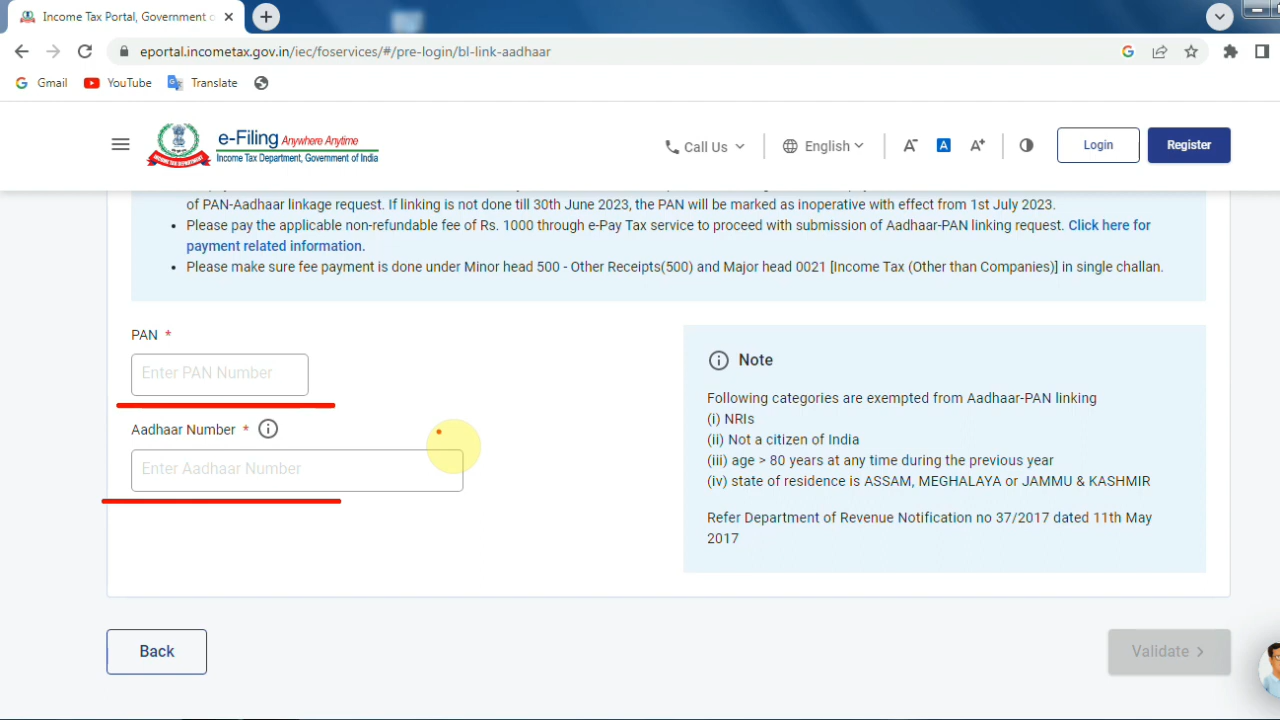 Income Tax Portal, Government o
eportal.incometax.gov.in/iec/foservices/#/pre-login/bl-link-aadhaar
Gmail YouTube Translate
e-Filing Anywhere Anytime
Income Tax Department, Government of India
INCOME TAX DEPARTMENT
Call Us English A- A A+ Login Register
of PAN-Aadhaar linkage request. If linking is not done till 30th June 2023, the PAN will be marked as inoperative with effect from 1st July 2023.
• Please pay the applicable non-refundable fee of Rs. 1000 through e-Pay Tax service to proceed with submission of Aadhaar-PAN linking request. Click here for
payment related information.
• Please make sure fee payment is done under Minor head 500 - Other Receipts(500) and Major head 0021 [Income Tax (Other than Companies)] in single challan.
PAN *
Enter PAN Number
Aadhaar Number *
Enter Aadhaar Number
Note
Following categories are exempted from Aadhaar-PAN linking
(i) NRIs
(ii) Not a citizen of India
(iii) age > 80 years at any time during the previous year
(iv) state of residence is ASSAM, MEGHALAYA or JAMMU & KASHMIR
Refer Department of Revenue Notification no 37/2017 dated 11th May
2017
Back
Validate >